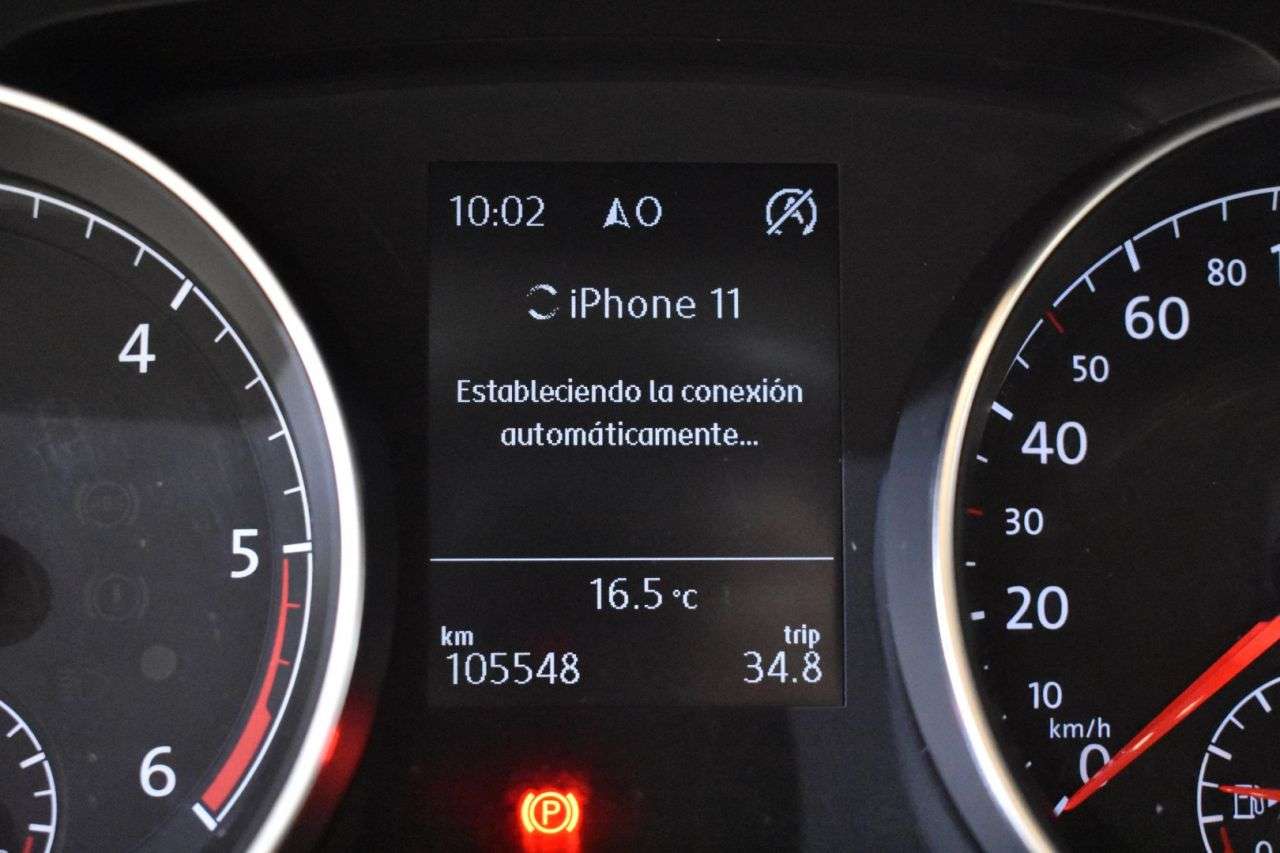 10:02 O
iPhone 11
Estableciendo la conexión
automáticamente...
16.5 °C
km trip
105548 34.8
4
5
6
80
60
50
40
30
20
10
km/h
0
P